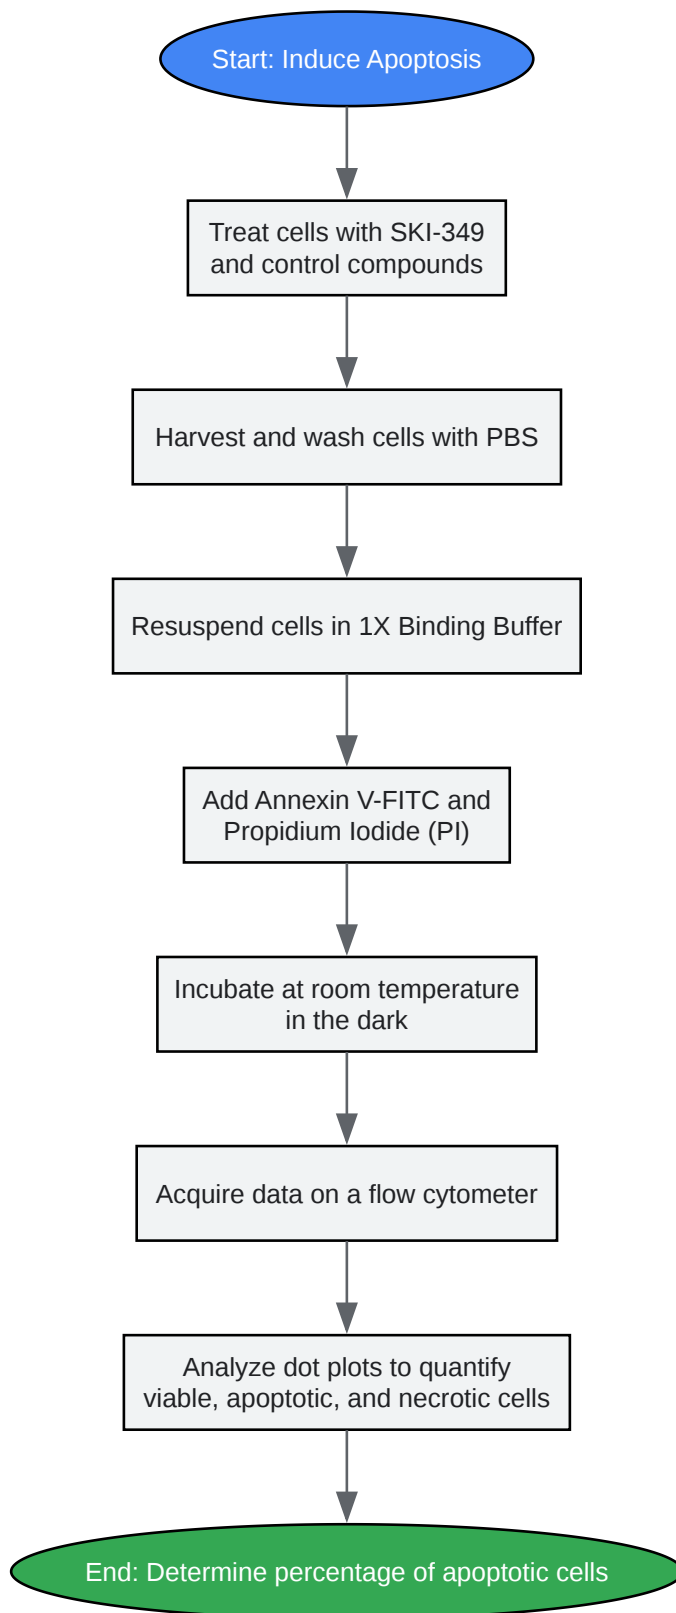 Start: Induce Apoptosis
Treat cells with SKI-349
and control compounds
Harvest and wash cells with PBS
Resuspend cells in 1X Binding Buffer
Add Annexin V-FITC and
Propidium Iodide (PI)
Incubate at room temperature
in the dark
Acquire data on a flow cytometer
Analyze dot plots to quantify
viable, apoptotic, and necrotic cells
End: Determine percentage of apoptotic cells